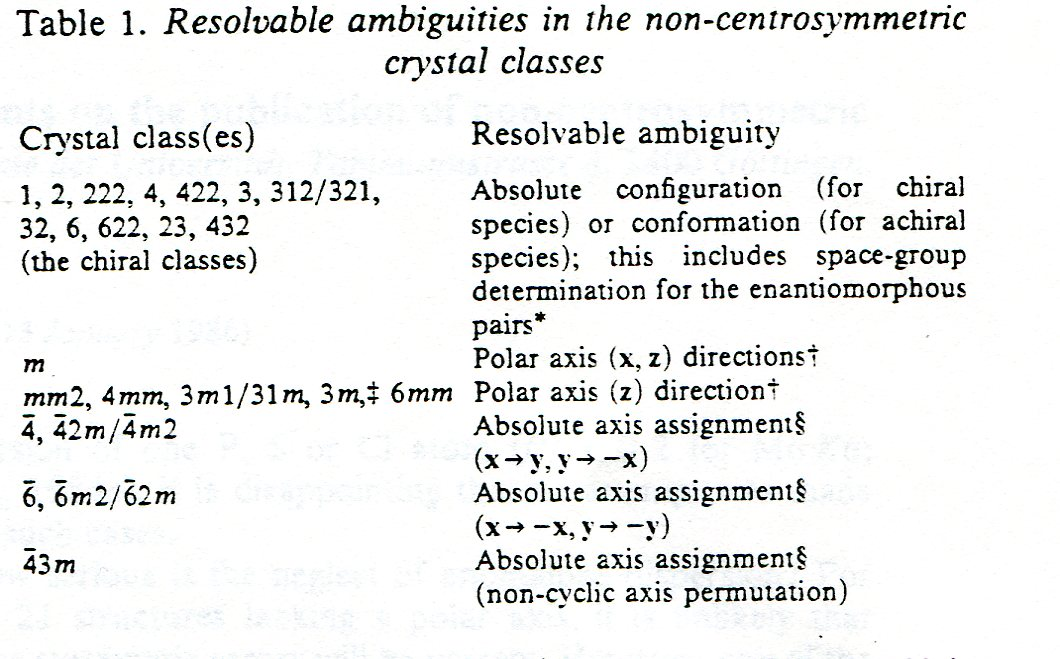 Table 1. Resolvable ambiguities in the non-centrosymmetric
crystal classes
Crystal class(es) Resolvable ambiguity
1, 2, 222, 4, 422, 3, 312/321, Absolute configuration (for chiral
32, 6, 622, 23, 432 species) or conformation (for achiral
(the chiral classes) species); this includes space-group
determination for the enantiomorphous
pairs*
m Polar axis (x, z) directions†
mm2, 4mm, 3m1/31m, 3m,‡ 6mm Polar axis (z) direction†
4̄, 4̄2m/4̄m2 Absolute axis assignment§
(x→y, y→−x)
6̄, 6̄m2/6̄2m Absolute axis assignment§
(x→ −x, y→ −y)
4̄3m Absolute axis assignment§
(non-cyclic axis permutation)